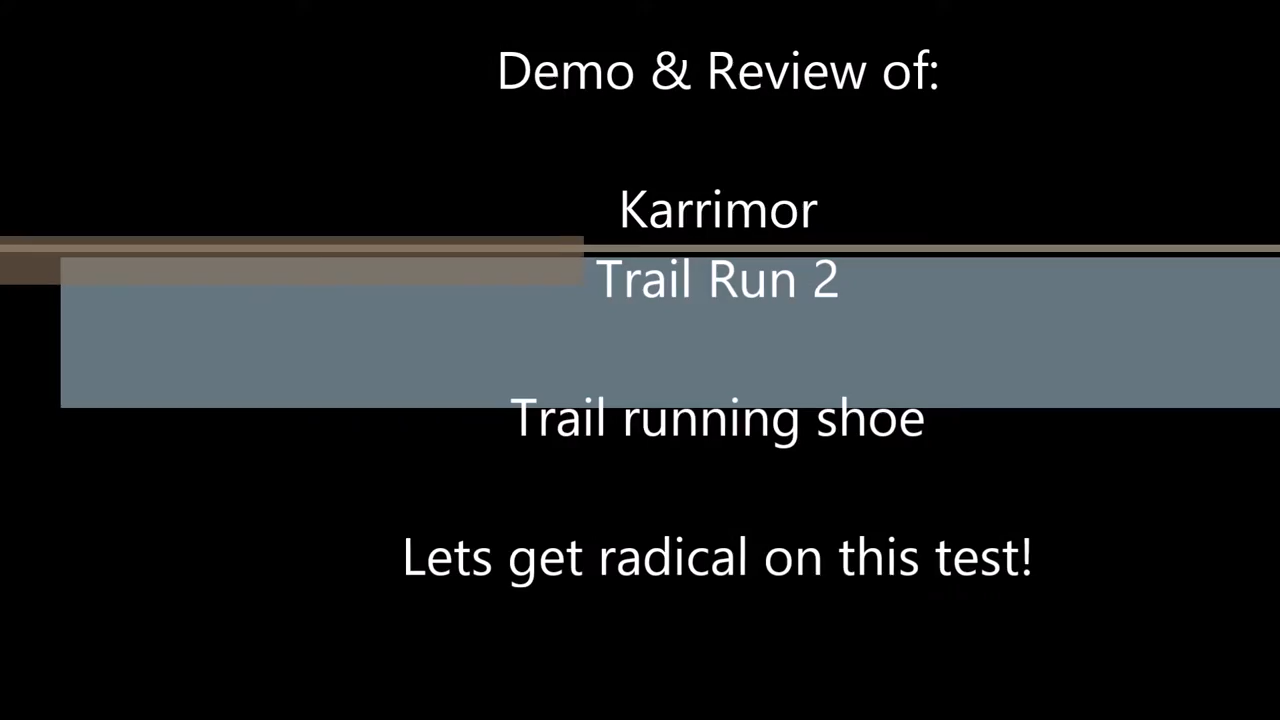 Demo & Review of:
Karrimor
Trail Run 2
Trail running shoe
Lets get radical on this test!